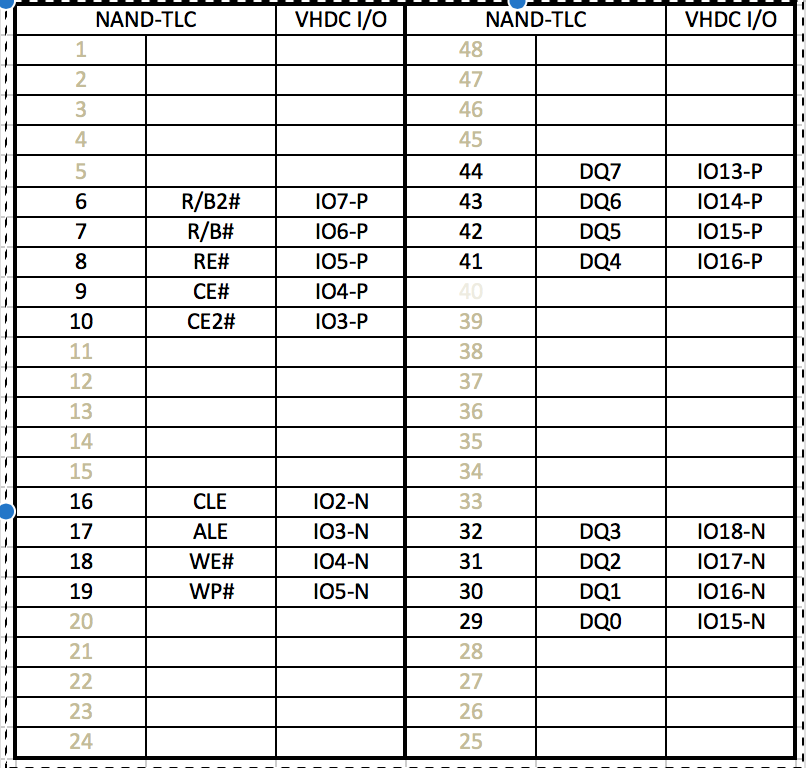 NAND-TLC VHDC I/O NAND-TLC VHDC I/O
1 48
2 47
3 46
4 45
5 44 DQ7 IO13-P
6 R/B2# IO7-P 43 DQ6 IO14-P
7 R/B# IO6-P 42 DQ5 IO15-P
8 RE# IO5-P 41 DQ4 IO16-P
9 CE# IO4-P 40
10 CE2# IO3-P 39
11 38
12 37
13 36
14 35
15 34
16 CLE IO2-N 33
17 ALE IO3-N 32 DQ3 IO18-N
18 WE# IO4-N 31 DQ2 IO17-N
19 WP# IO5-N 30 DQ1 IO16-N
20 29 DQ0 IO15-N
21 28
22 27
23 26
24 25